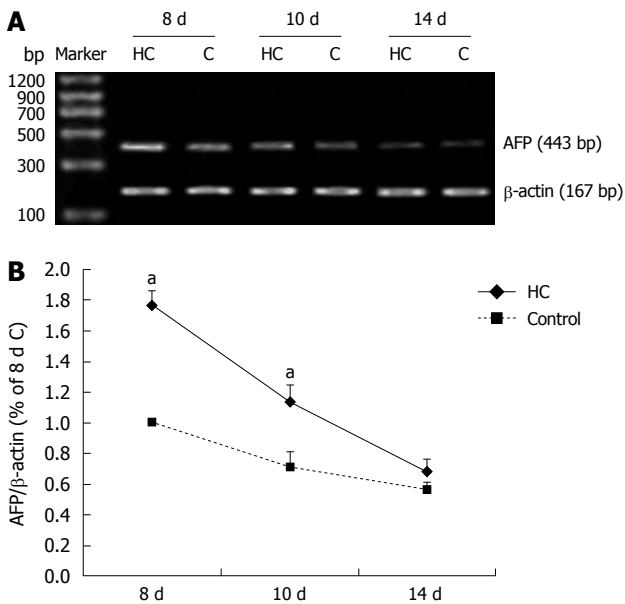 A
8 d 10 d 14 d
bp Marker HC C HC C HC C
1200
900
700
500
AFP (443 bp)
300
β-actin (167 bp)
100
B
AFP/β-actin (% of 8 d C)
2.0
1.8
1.6
1.4
1.2
1.0
0.8
0.6
0.4
0.2
0.0
a
a
HC
Control
8 d 10 d 14 d